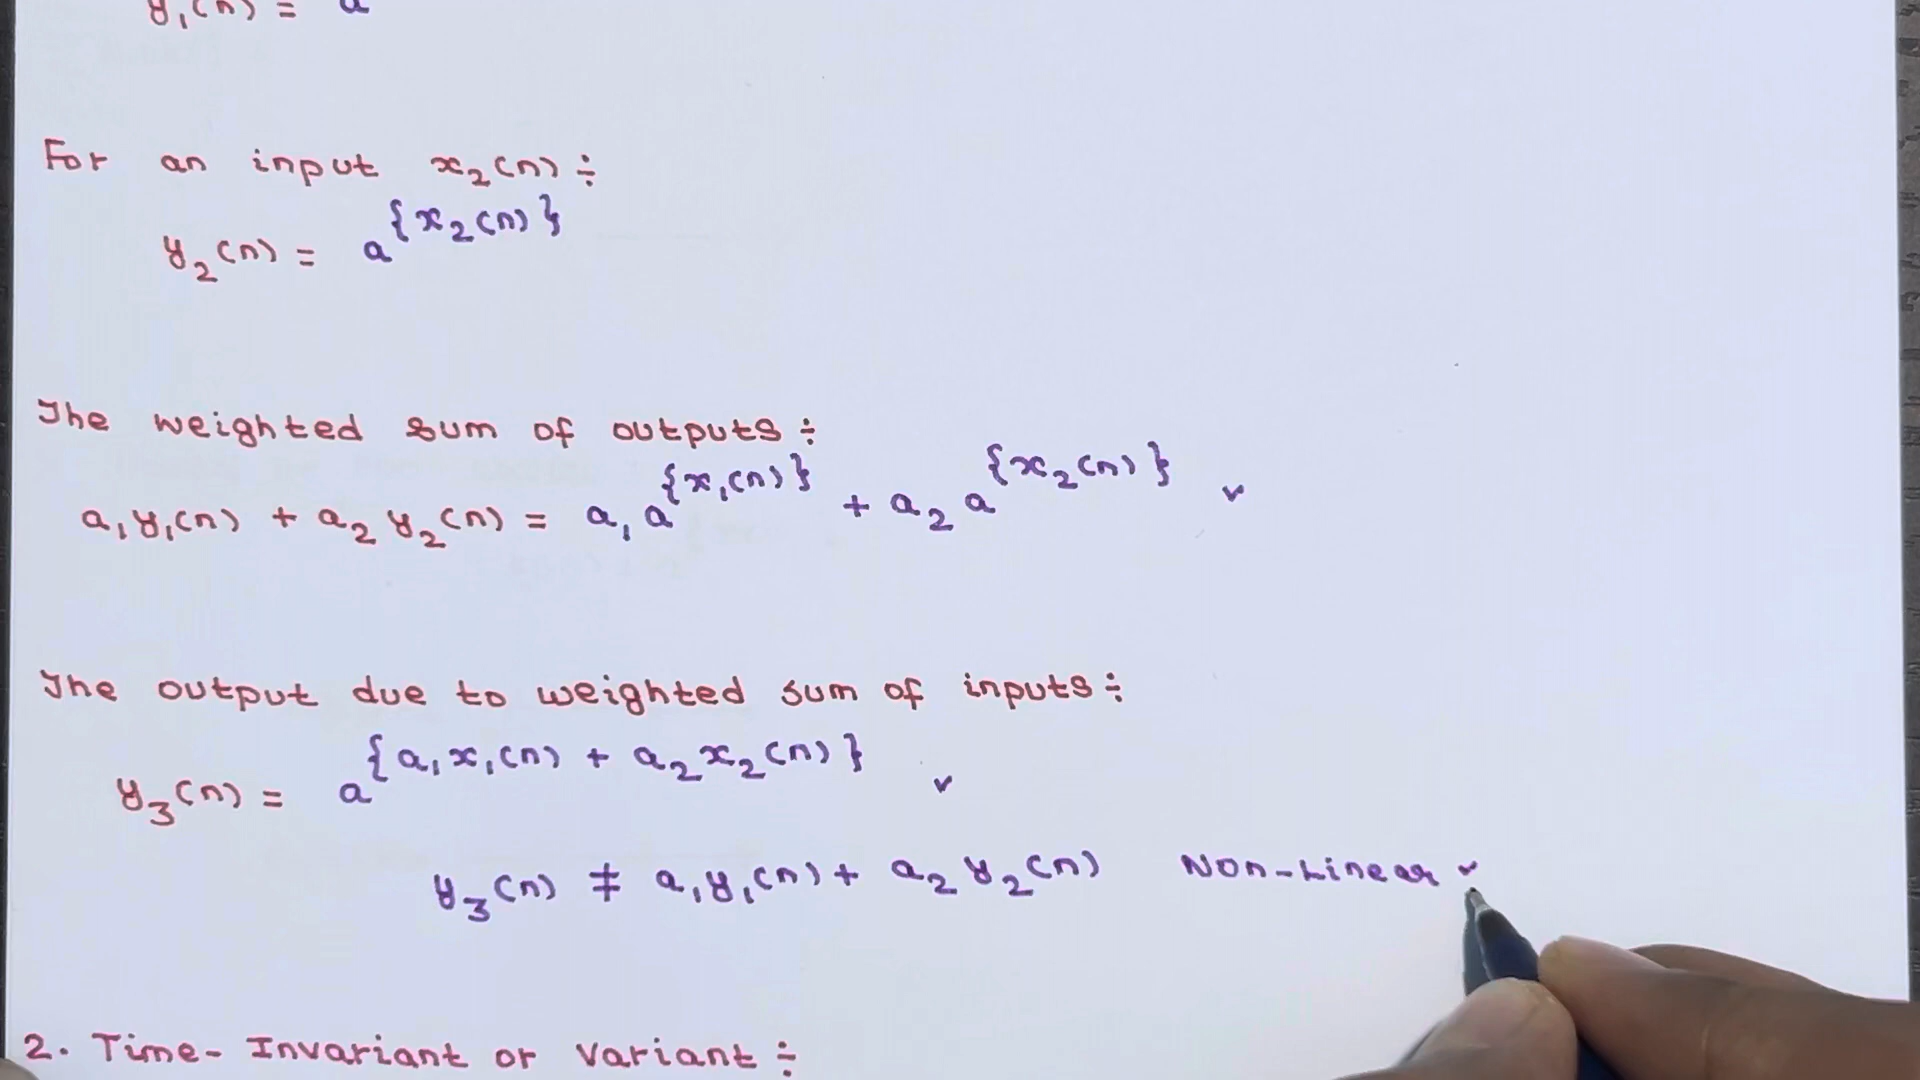 y₁(n) = a
For an input x₂(n) ÷
y₂(n) = a^{x₂(n)}
The weighted sum of outputs ÷
a₁y₁(n) + a₂y₂(n) = a₁a^{x₁(n)} + a₂a^{x₂(n)} ✓
The output due to weighted sum of inputs ÷
y₃(n) = a^{a₁x₁(n) + a₂x₂(n)} ✓
y₃(n) ≠ a₁y₁(n) + a₂y₂(n) Non-Linear ✓
2. Time-Invariant or Variant ÷